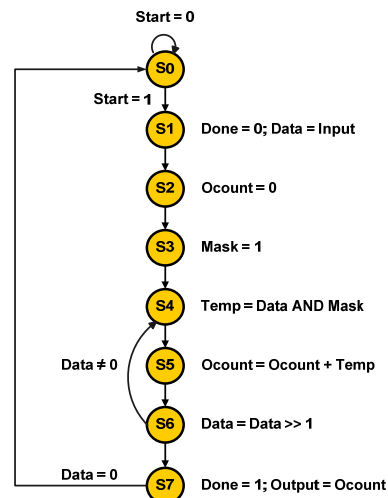 Start = 0
S0
Start = 1
S1 Done = 0; Data = Input
S2 Ocount = 0
S3 Mask = 1
S4 Temp = Data AND Mask
Data ≠ 0
S5 Ocount = Ocount + Temp
S6 Data = Data >> 1
Data = 0
S7 Done = 1; Output = Ocount